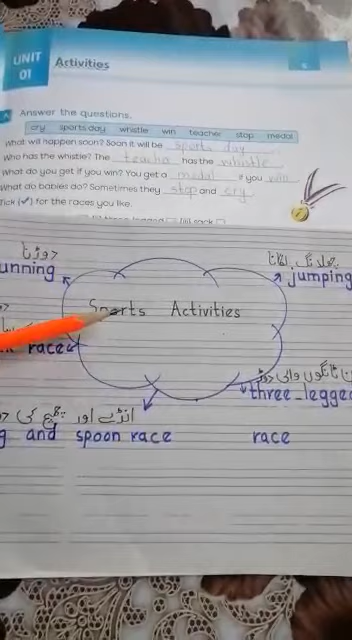 UNIT
01
Activities
A Answer the questions.
cry sports day whistle win teacher stop medal
What will happen soon? Soon it will be sports day
Who has the whistle? The teacher has the whistle
What do you get if you win? You get a medal if you win
What do babies do? Sometimes they stop and cry
Tick (✓) for the races you like.
sack
دوڑنا
unning
چھلانگ لگانا
jumping
Sports Activities
race
ٹانگوں والی دوڑ
three-legged
race
انڈے اور چمچ کی
and spoon race